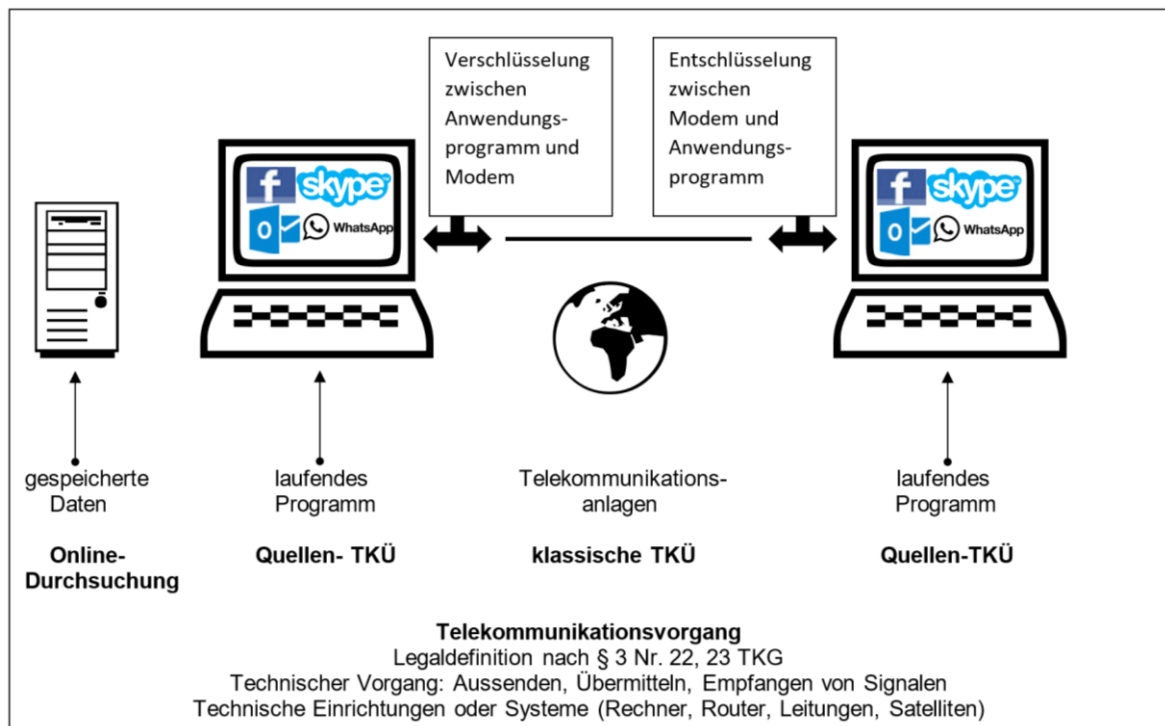 Verschlüsselung
zwischen
Anwendungs-
programm und
Modem
Entschlüsselung
zwischen
Modem und
Anwendungs-
programm
f skype™
O WhatsApp
f skype™
O WhatsApp
gespeicherte
Daten
laufendes
Programm
Telekommunikations-
anlagen
laufendes
Programm
Online-
Durchsuchung
Quellen- TKÜ
klassische TKÜ
Quellen-TKÜ
Telekommunikationsvorgang
Legaldefinition nach § 3 Nr. 22, 23 TKG
Technischer Vorgang: Aussenden, Übermitteln, Empfangen von Signalen
Technische Einrichtungen oder Systeme (Rechner, Router, Leitungen, Satelliten)